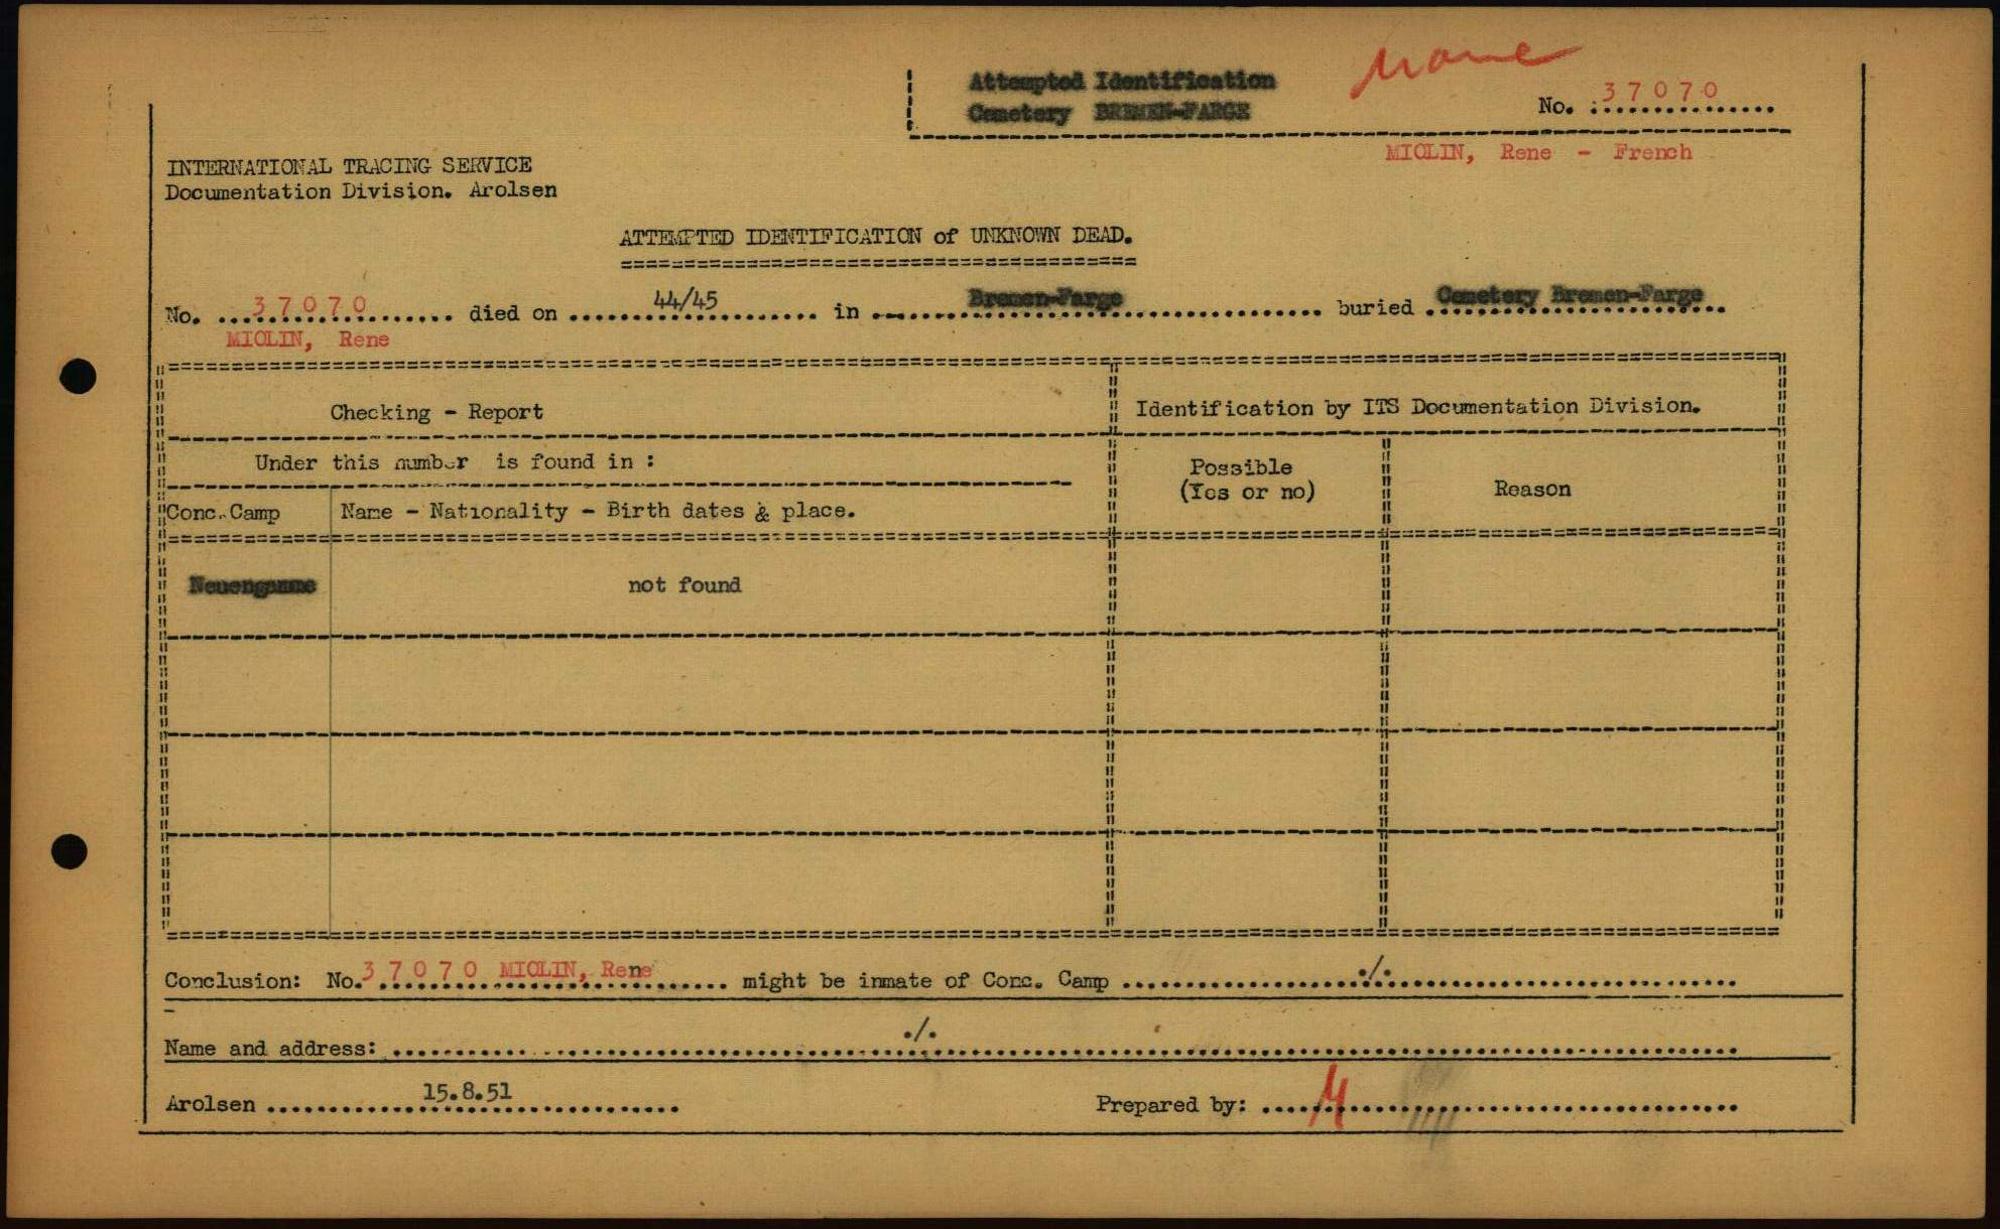 Attempted Identification
Cemetery BREMEN-FARGE
None
No. 37070
MIOLIN, Rene - French
INTERNATIONAL TRACING SERVICE
Documentation Division. Arolsen
ATTEMPTED IDENTIFICATION of UNKNOWN DEAD.
No. 37070 died on 44/45 in Bremen-Farge buried Cemetery Bremen-Farge
MIOLIN, Rene
Checking - Report
Identification by ITS Documentation Division.
Under this number is found in :
Possible
(Yes or no)
Reason
Conc. Camp
Name - Nationality - Birth dates & place.
Neuengamme
not found
Conclusion: No. 37070 MIOLIN, Rene might be inmate of Conc. Camp ./.
Name and address: ./.
Arolsen 15.8.51
Prepared by: